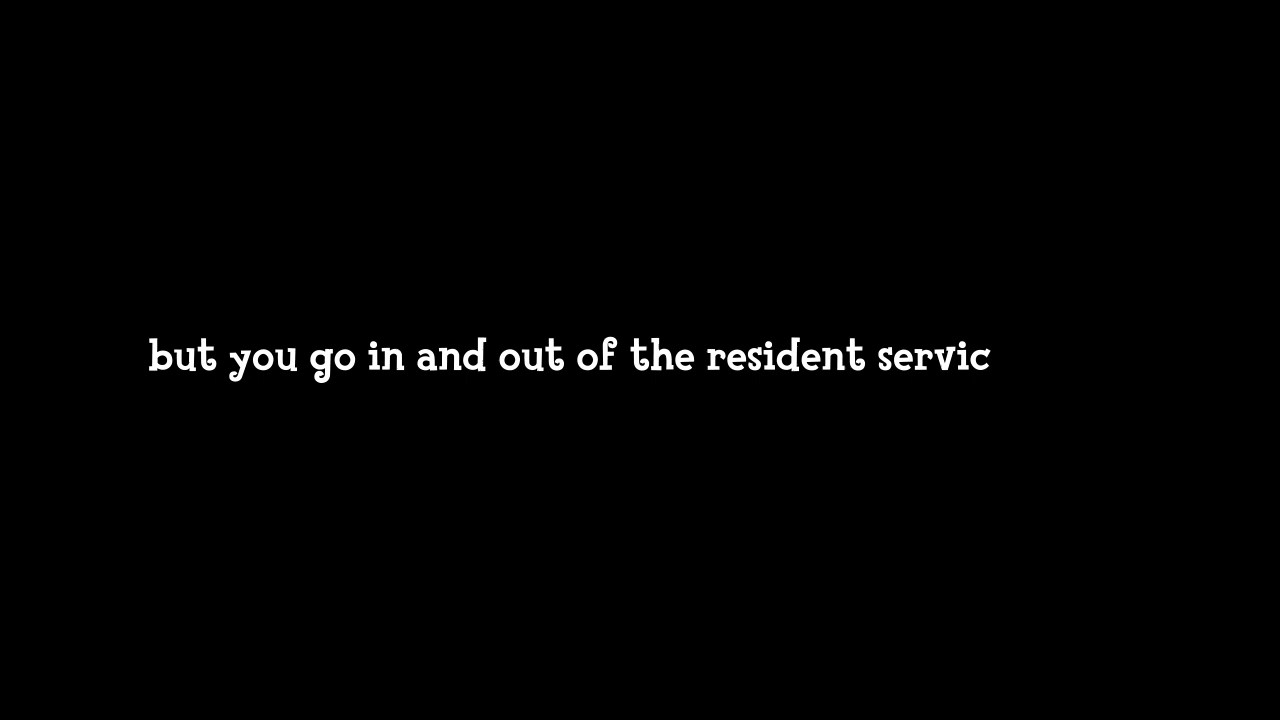 but you go in and out of the resident servic